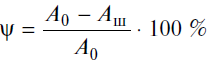 ψ = (A₀ − Aш) / A₀ · 100 %